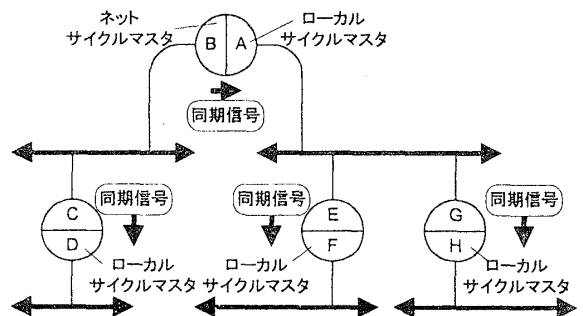 ネット
サイクルマスタ
B
A
ローカル
サイクルマスタ
同期信号
C
D
同期信号
ローカル
サイクルマスタ
同期信号
E
F
ローカル
サイクルマスタ
G
H
同期信号
ローカル
サイクルマスタ